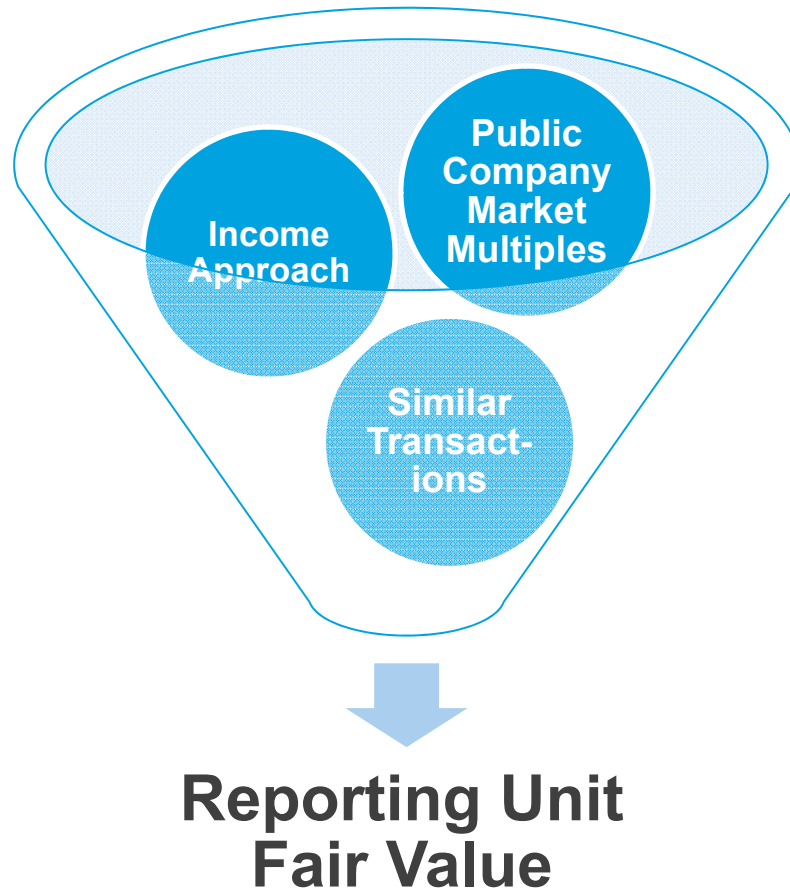 Public
Company
Market
Multiples
Income
Approach
Similar
Transact-
ions
Reporting Unit
Fair Value